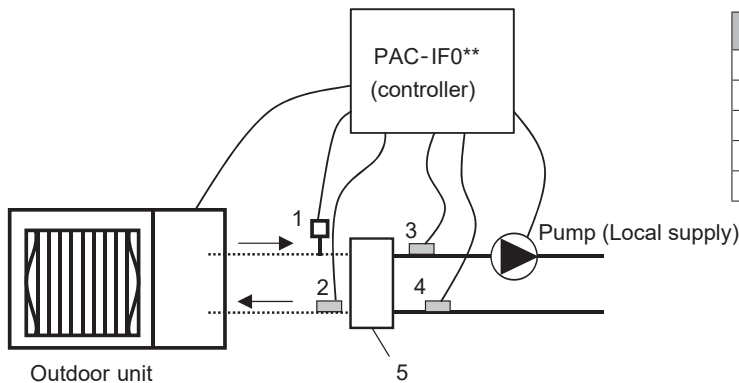 PAC-IF0**
(controller)
1
3
Pump (Local supply)
2
4
Outdoor unit
5